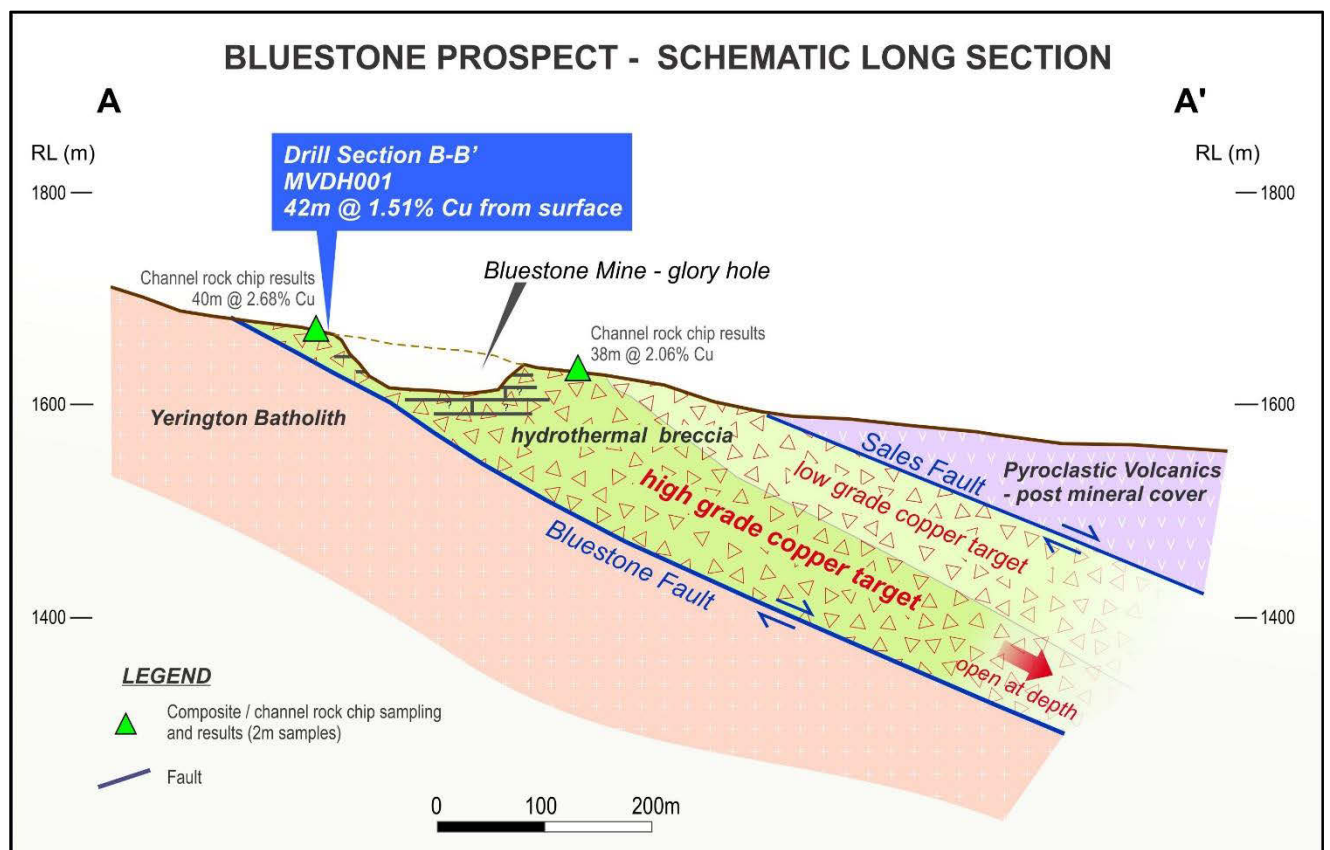 BLUESTONE PROSPECT - SCHEMATIC LONG SECTION
A
A'
RL (m)
RL (m)
1800
1800
Drill Section B-B’
MVDH001
42m @ 1.51% Cu from surface
Channel rock chip results
40m @ 2.68% Cu
Bluestone Mine - glory hole
Channel rock chip results
38m @ 2.06% Cu
1600
1600
Yerington Batholith
hydrothermal breccia
Sales Fault
Pyroclastic Volcanics
- post mineral cover
low grade copper target
high grade copper target
Bluestone Fault
1400
1400
open at depth
LEGEND
Composite / channel rock chip sampling
and results (2m samples)
Fault
0 100 200m